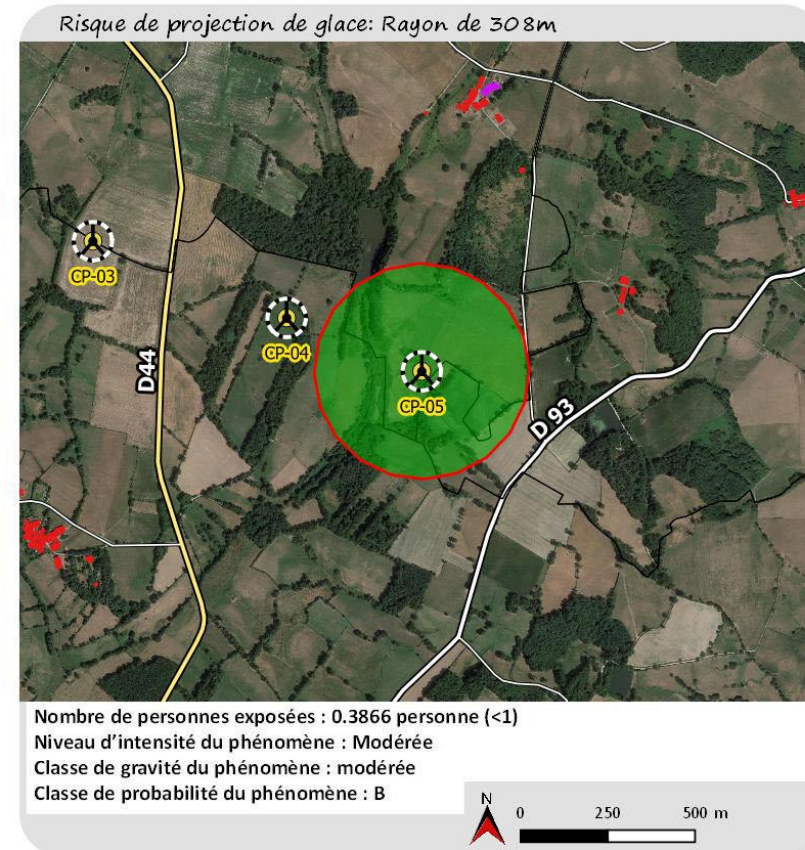 Risque de projection de glace: Rayon de 308m
CP-03
CP-04
D44
CP-05
D 93
Nombre de personnes exposées : 0.3866 personne (<1)
Niveau d'intensité du phénomène : Modérée
Classe de gravité du phénomène : modérée
Classe de probabilité du phénomène : B
N
0 250 500 m